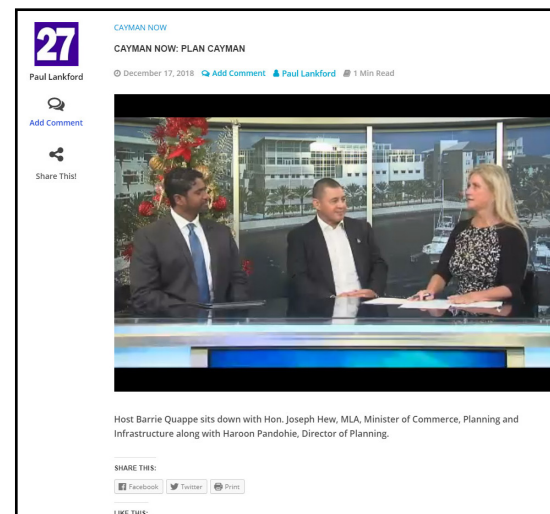 27
Paul Lankford
Add Comment
Share This!
CAYMAN NOW
CAYMAN NOW: PLAN CAYMAN
December 17, 2018 Add Comment Paul Lankford 1 Min Read
Host Barrie Quappe sits down with Hon. Joseph Hew, MLA, Minister of Commerce, Planning and
Infrastructure along with Haroon Pandohie, Director of Planning.
SHARE THIS:
Facebook Twitter Print
LIKE THIS: